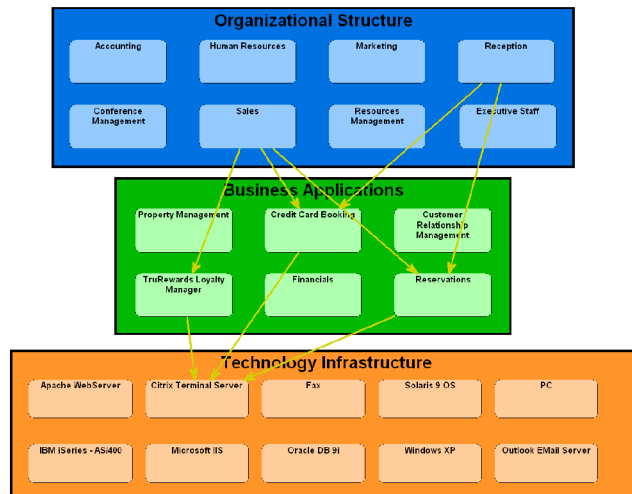 Organizational Structure
Accounting
Human Resources
Marketing
Reception
Conference
Management
Sales
Resources
Management
Executive Staff
Business Applications
Property Management
Credit Card Booking
Customer
Relationship
Management
TruRewards Loyalty
Manager
Financials
Reservations
Technology Infrastructure
Apache WebServer
Citrix Terminal Server
Fax
Solaris 9 OS
PC
IBM iSeries - AS/400
Microsoft IIS
Oracle DB 9i
Windows XP
Outlook EMail Server